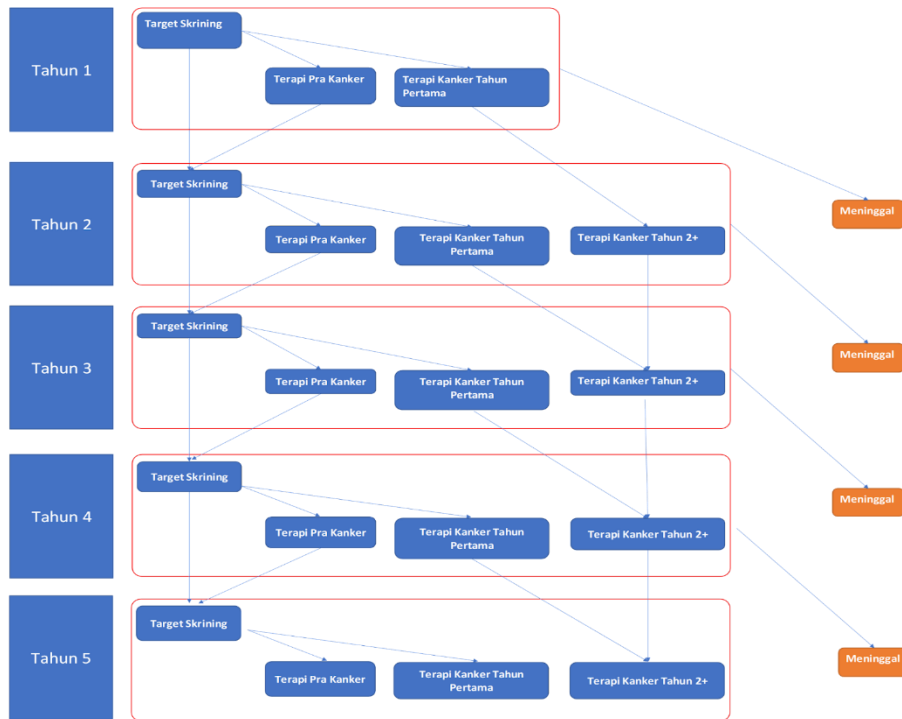 Tahun 1
Target Skrining
Terapi Pra Kanker
Terapi Kanker Tahun
Pertama
Tahun 2
Target Skrining
Terapi Pra Kanker
Terapi Kanker Tahun
Pertama
Terapi Kanker Tahun 2+
Meninggal
Tahun 3
Target Skrining
Terapi Pra Kanker
Terapi Kanker Tahun
Pertama
Terapi Kanker Tahun 2+
Meninggal
Tahun 4
Target Skrining
Terapi Pra Kanker
Terapi Kanker Tahun
Pertama
Terapi Kanker Tahun 2+
Meninggal
Tahun 5
Target Skrining
Terapi Pra Kanker
Terapi Kanker Tahun
Pertama
Terapi Kanker Tahun 2+
Meninggal